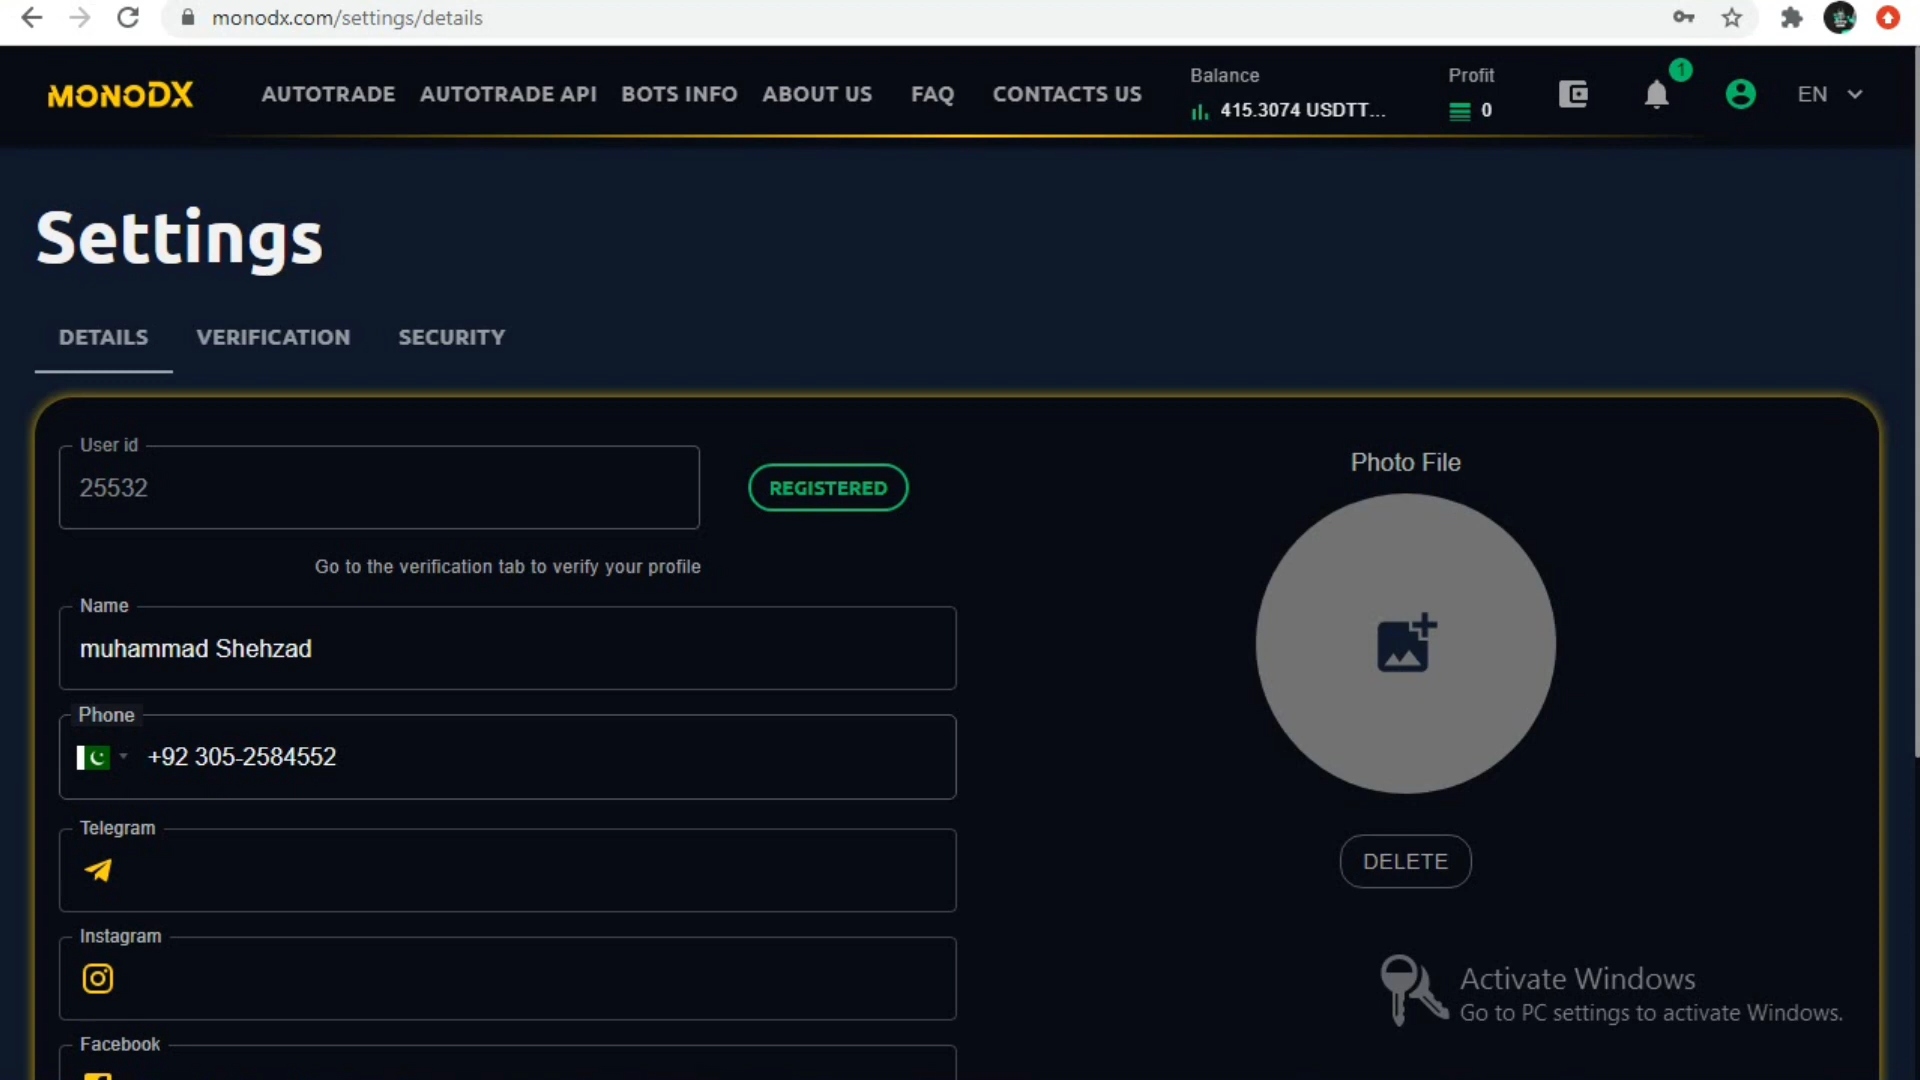 monodx.com/settings/details
MONODX
AUTOTRADE
AUTOTRADE API
BOTS INFO
ABOUT US
FAQ
CONTACTS US
Balance
415.3074 USDTT...
Profit
0
1
EN
Settings
DETAILS
VERIFICATION
SECURITY
User id
25532
REGISTERED
Go to the verification tab to verify your profile
Name
muhammad Shehzad
Phone
+92 305-2584552
Telegram
Instagram
Facebook
Photo File
DELETE
Activate Windows
Go to PC settings to activate Windows.